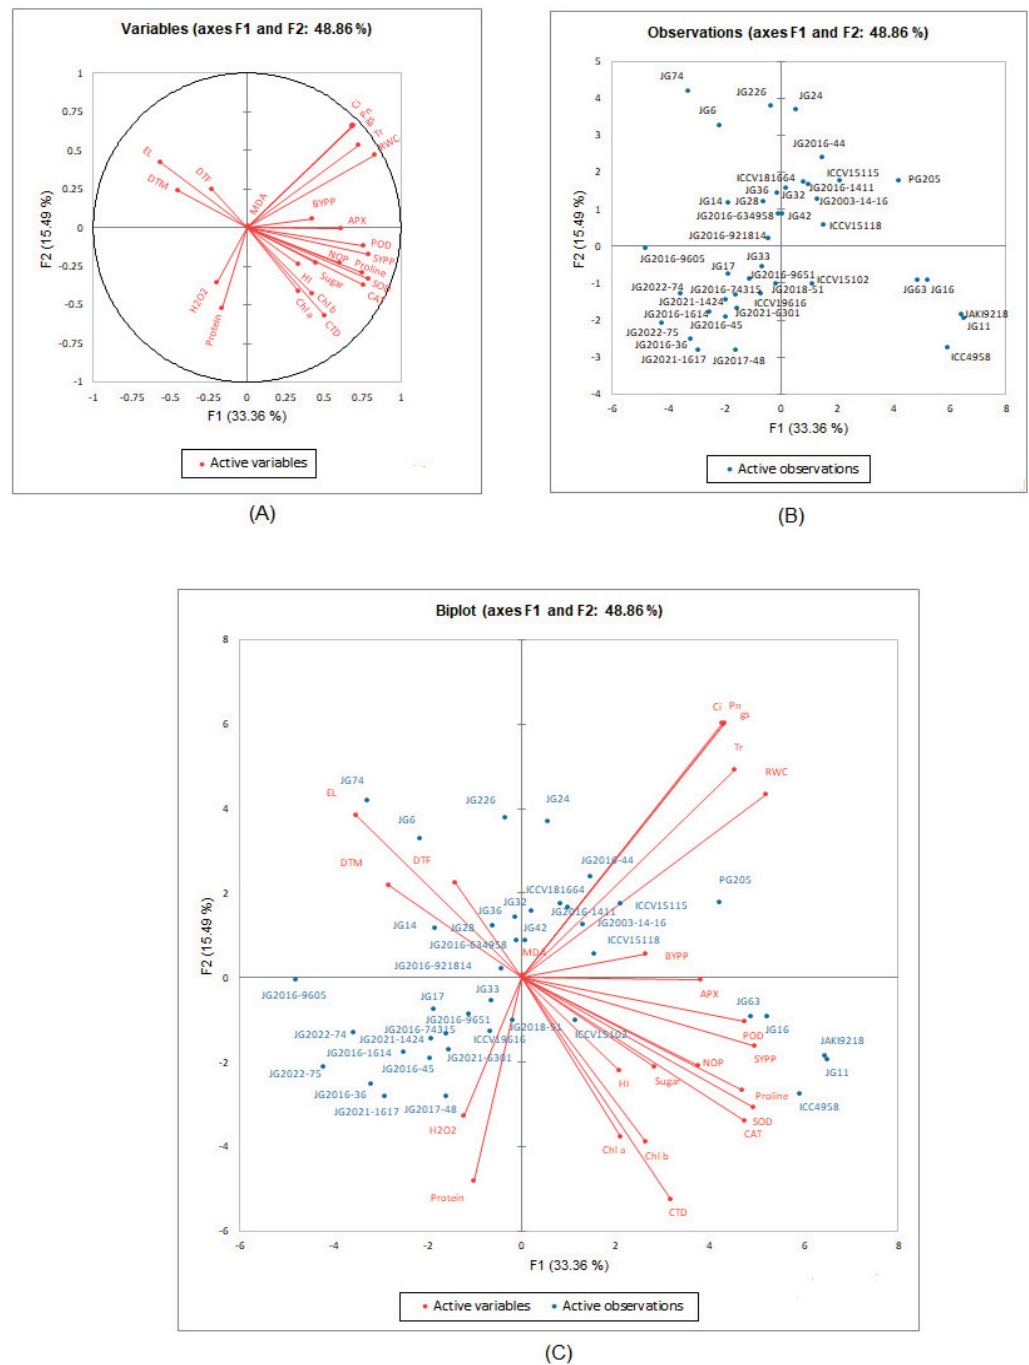 Variables (axes F1 and F2: 48.86 %)
1
0.75
0.5
0.25
0
-0.25
-0.5
-0.75
-1
F2 (15.49 %)
Ci
Pn
gs
Tr
RWC
EL
DTM
DTF
MDA
BYPP
APX
POD
SYPP
NOP
Proline
SOD
CAT
HI
Sugar
Chl a
Chl b
CTD
H2O2
Protein
-1 -0.75 -0.5 -0.25 0 0.25 0.5 0.75 1
F1 (33.36 %)
Active variables
(A)
Observations (axes F1 and F2: 48.86 %)
5
4
3
2
1
0
-1
-2
-3
-4
F2 (15.49 %)
JG74
JG226
JG24
JG6
JG2016-44
ICCV181664
ICCV15115
PG205
JG36
JG32
JG2016-1411
JG14
JG28
JG2003-14-16
JG2016-634958
JG42
ICCV15118
JG2016-921814
JG2016-9605
JG33
JG17
JG2016-9651
ICCV15102
JG2022-74
JG2016-74315
JG2018-51
JG63
JG16
JG2021-1424
ICCV19616
JG2016-1614
JG2021-6301
JAKI9218
JG11
JG2022-75
JG2016-45
JG2016-36
JG2021-1617
JG2017-48
ICC4958
-6 -4 -2 0 2 4 6 8
F1 (33.36 %)
Active observations
(B)
Biplot (axes F1 and F2: 48.86 %)
8
6
4
2
0
-2
-4
-6
F2 (15.49 %)
Ci
Pn
gs
Tr
RWC
JG74
EL
JG6
JG226
JG24
DTM
DTF
JG2016-44
ICCV181664
PG205
JG32
JG36
JG2016-1411
ICCV15115
JG14
JG28
JG42
JG2003-14-16
JG2016-634958
ICCV15118
MDA
BYPP
JG2016-921814
JG2016-9605
JG33
APX
JG17
JG63
JG2016-9651
JG16
JG2022-74
JG2016-74315
JG2018-51
ICCV15102
POD
JG2021-1424
ICCV19616
JAKI9218
JG2016-1614
JG2021-6301
SYPP
JG2022-75
JG2016-45
NOP
JG11
HI
Sugar
JG2016-36
Proline
ICC4958
JG2021-1617
JG2017-48
SOD
H2O2
CAT
Chl a
Chl b
Protein
CTD
-6 -4 -2 0 2 4 6 8
F1 (33.36 %)
Active variables Active observations
(C)